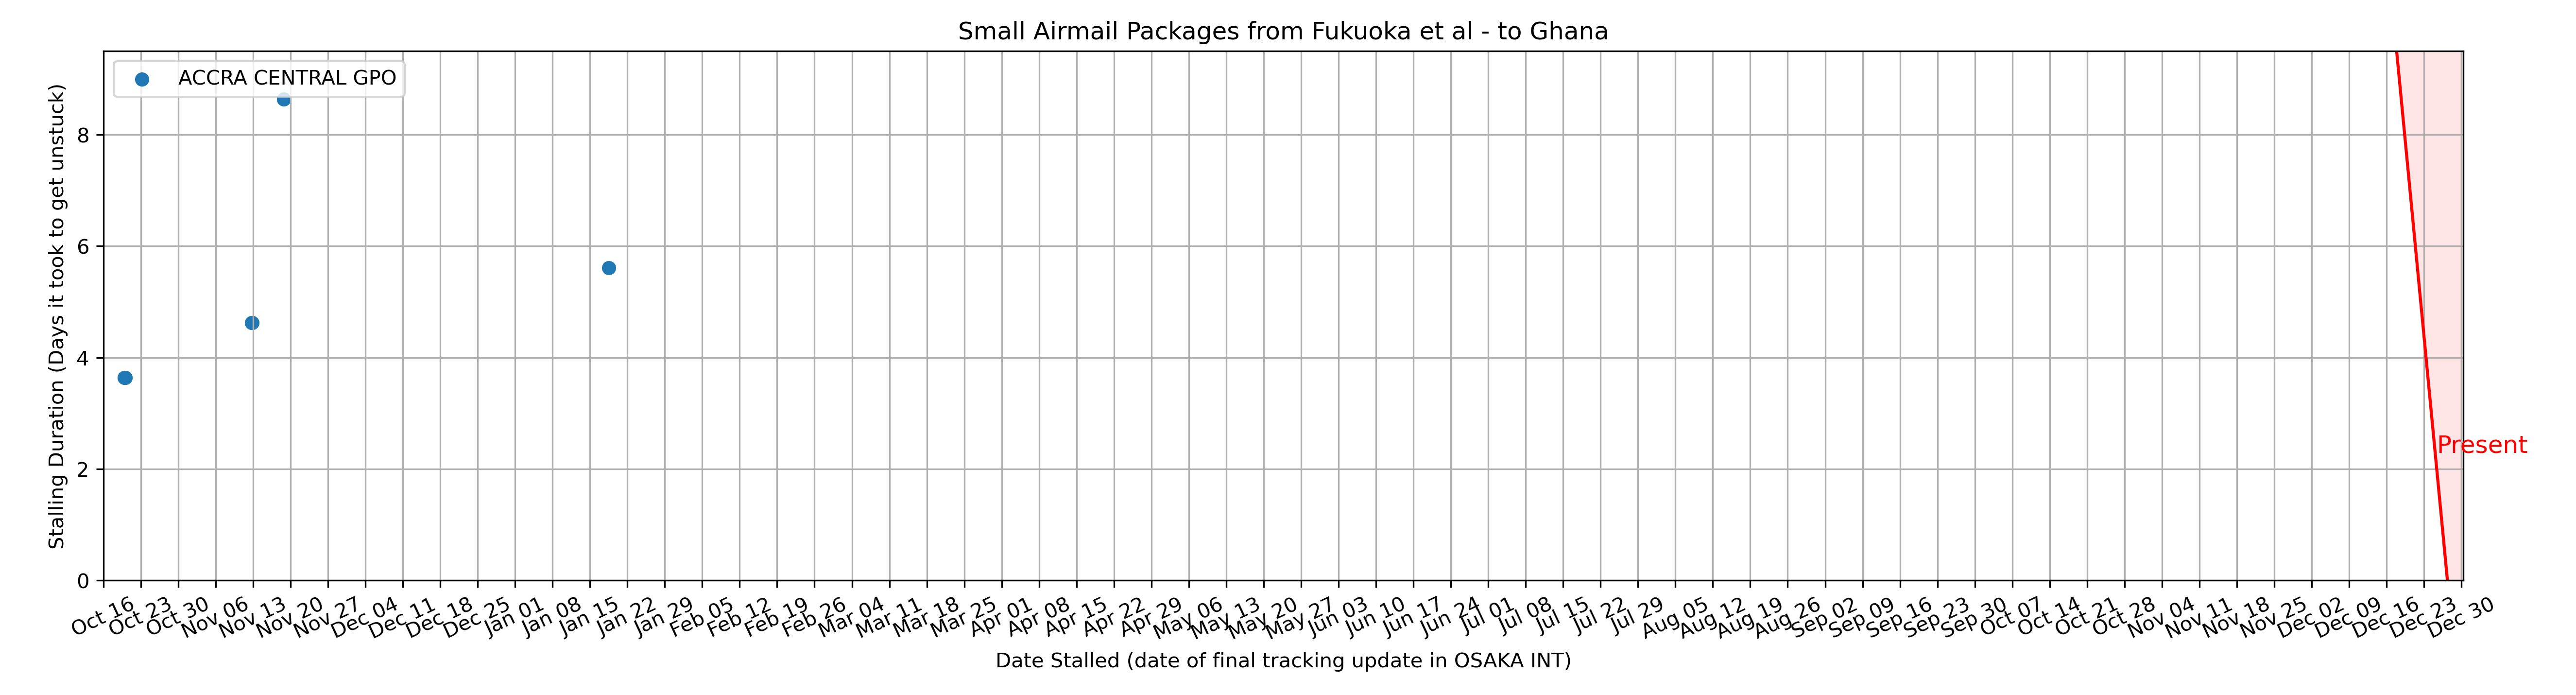 Small Airmail Packages from Fukuoka et al - to Ghana
ACCRA CENTRAL GPO
Stalling Duration (Days it took to get unstuck)
8
6
4
2
0
Present
Oct 16
Oct 23
Oct 30
Nov 06
Nov 13
Nov 20
Nov 27
Dec 04
Dec 11
Dec 18
Dec 25
Jan 01
Jan 08
Jan 15
Jan 22
Jan 29
Feb 05
Feb 12
Feb 19
Feb 26
Mar 04
Mar 11
Mar 18
Mar 25
Apr 01
Apr 08
Apr 15
Apr 22
Apr 29
May 06
May 13
May 20
May 27
Jun 03
Jun 10
Jun 17
Jun 24
Jul 01
Jul 08
Jul 15
Jul 22
Jul 29
Aug 05
Aug 12
Aug 19
Aug 26
Sep 02
Sep 09
Sep 16
Sep 23
Sep 30
Oct 07
Oct 14
Oct 21
Oct 28
Nov 04
Nov 11
Nov 18
Nov 25
Dec 02
Dec 09
Dec 16
Dec 23
Dec 30
Date Stalled (date of final tracking update in OSAKA INT)